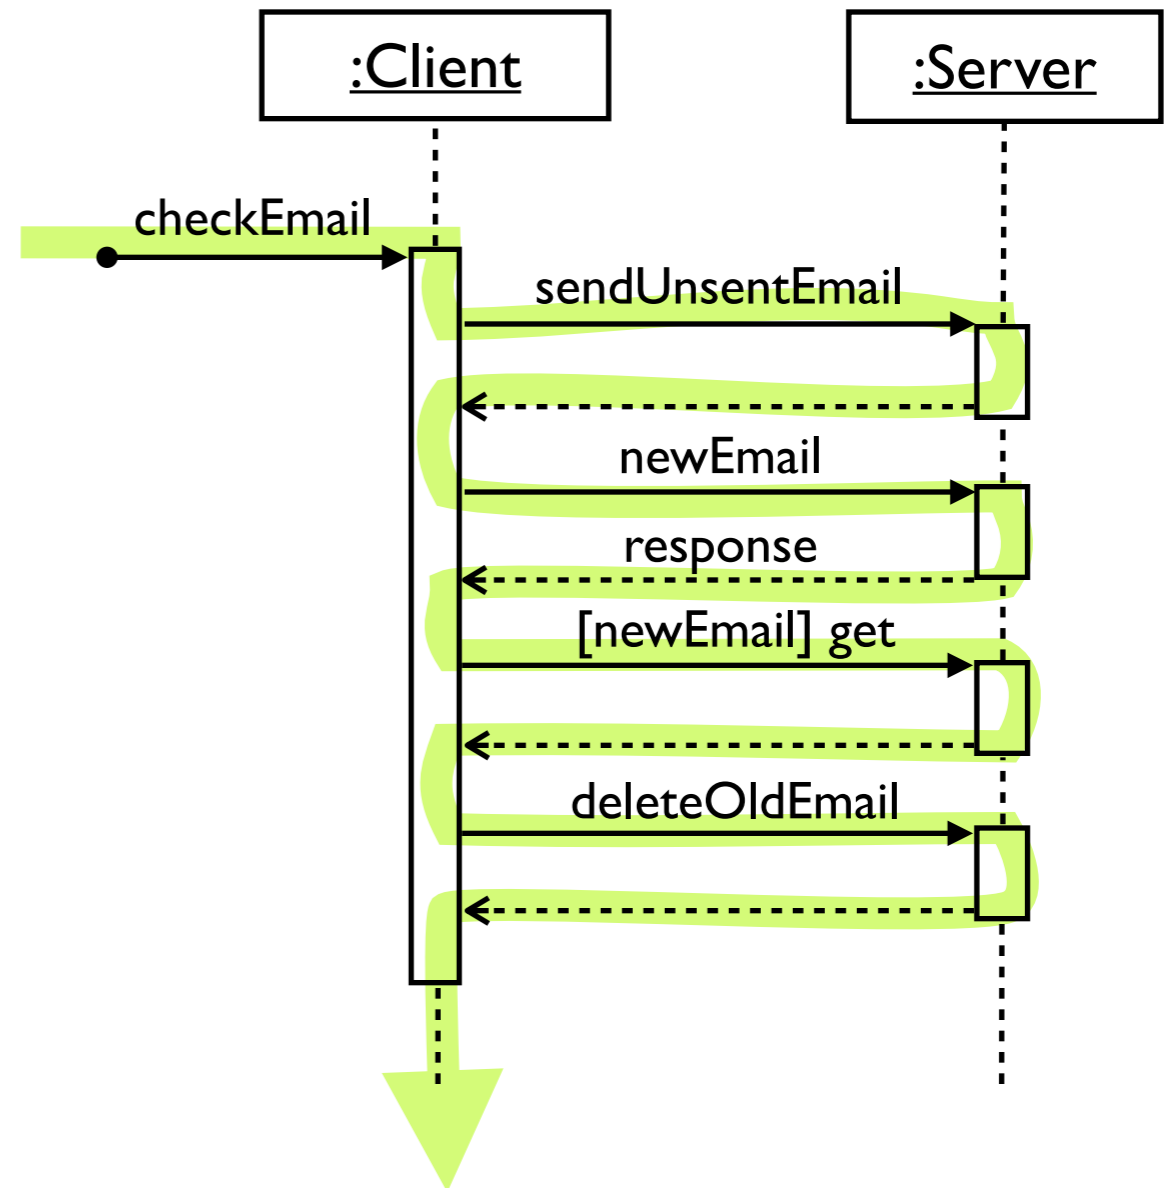 :Client
:Server
checkEmail
sendUnsentEmail
newEmail
response
[newEmail] get
deleteOldEmail